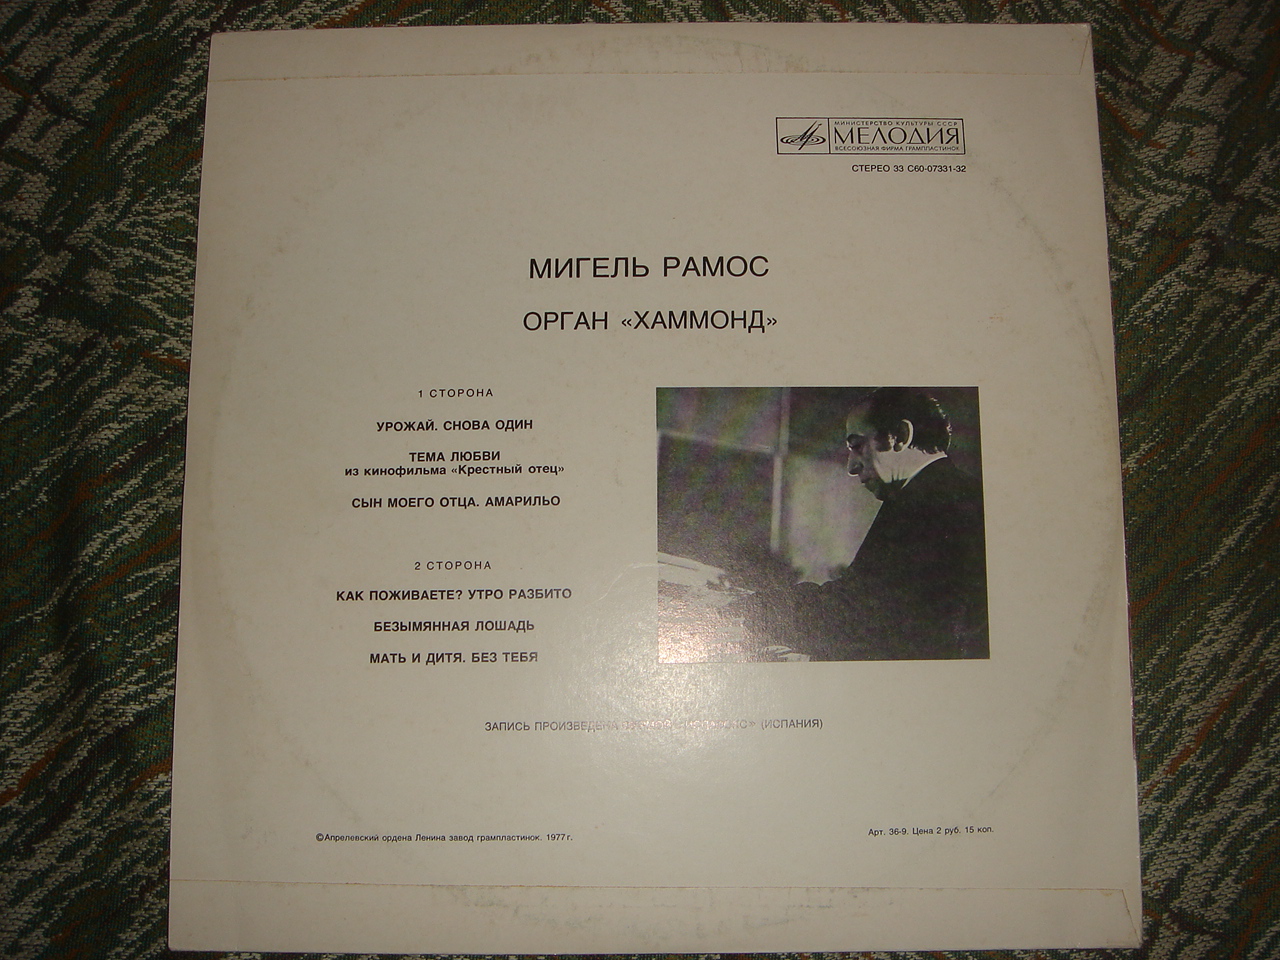 МИНИСТЕРСТВО КУЛЬТУРЫ СССР
МЕЛОДИЯ
ВСЕСОЮЗНАЯ ФИРМА ГРАМПЛАСТИНОК
СТЕРЕО 33 С60-07331-32
МИГЕЛЬ РАМОС
ОРГАН «ХАММОНД»
1 СТОРОНА
УРОЖАЙ. СНОВА ОДИН
ТЕМА ЛЮБВИ
из кинофильма «Крестный отец»
СЫН МОЕГО ОТЦА. АМАРИЛЬО
2 СТОРОНА
КАК ПОЖИВАЕТЕ? УТРО РАЗБИТО
БЕЗЫМЯННАЯ ЛОШАДЬ
МАТЬ И ДИТЯ. БЕЗ ТЕБЯ
ЗАПИСЬ ПРОИЗВЕДЕНА (ИСПАНИЯ)
©Апрелевский ордена Ленина завод грампластинок. 1977 г.
Арт. 36-9. Цена 2 руб. 15 коп.